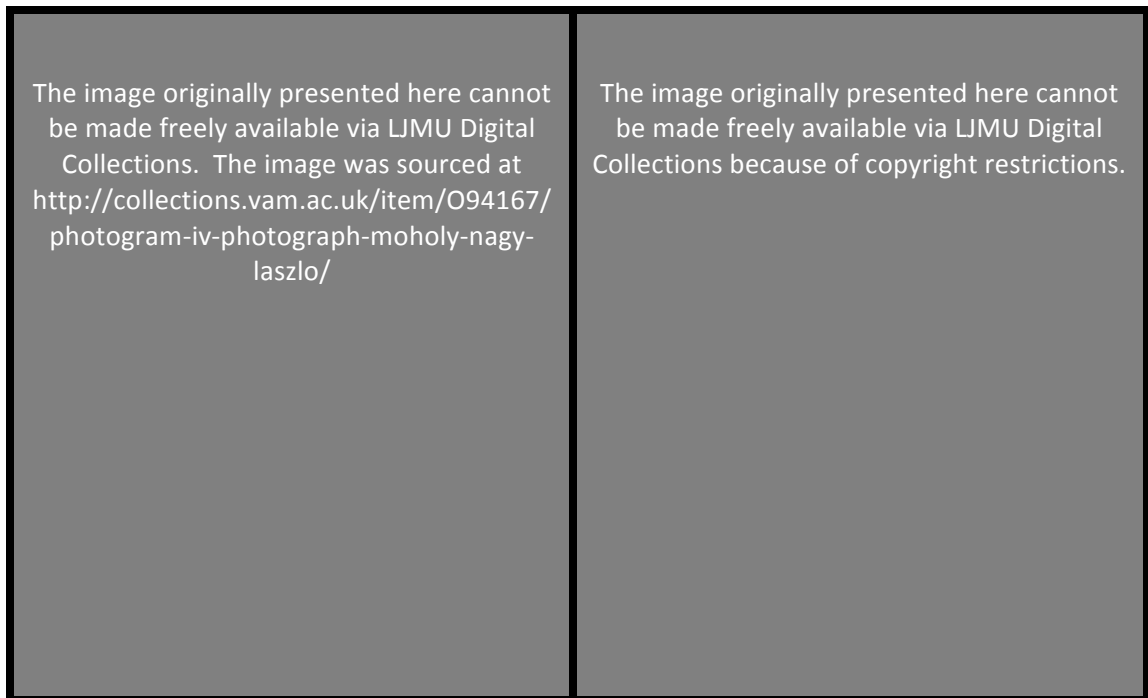 The image originally presented here cannot
be made freely available via LJMU Digital
Collections.  The image was sourced at
http://collections.vam.ac.uk/item/O94167/
photogram-iv-photograph-moholy-nagy-
laszlo/
The image originally presented here cannot
be made freely available via LJMU Digital
Collections because of copyright restrictions.